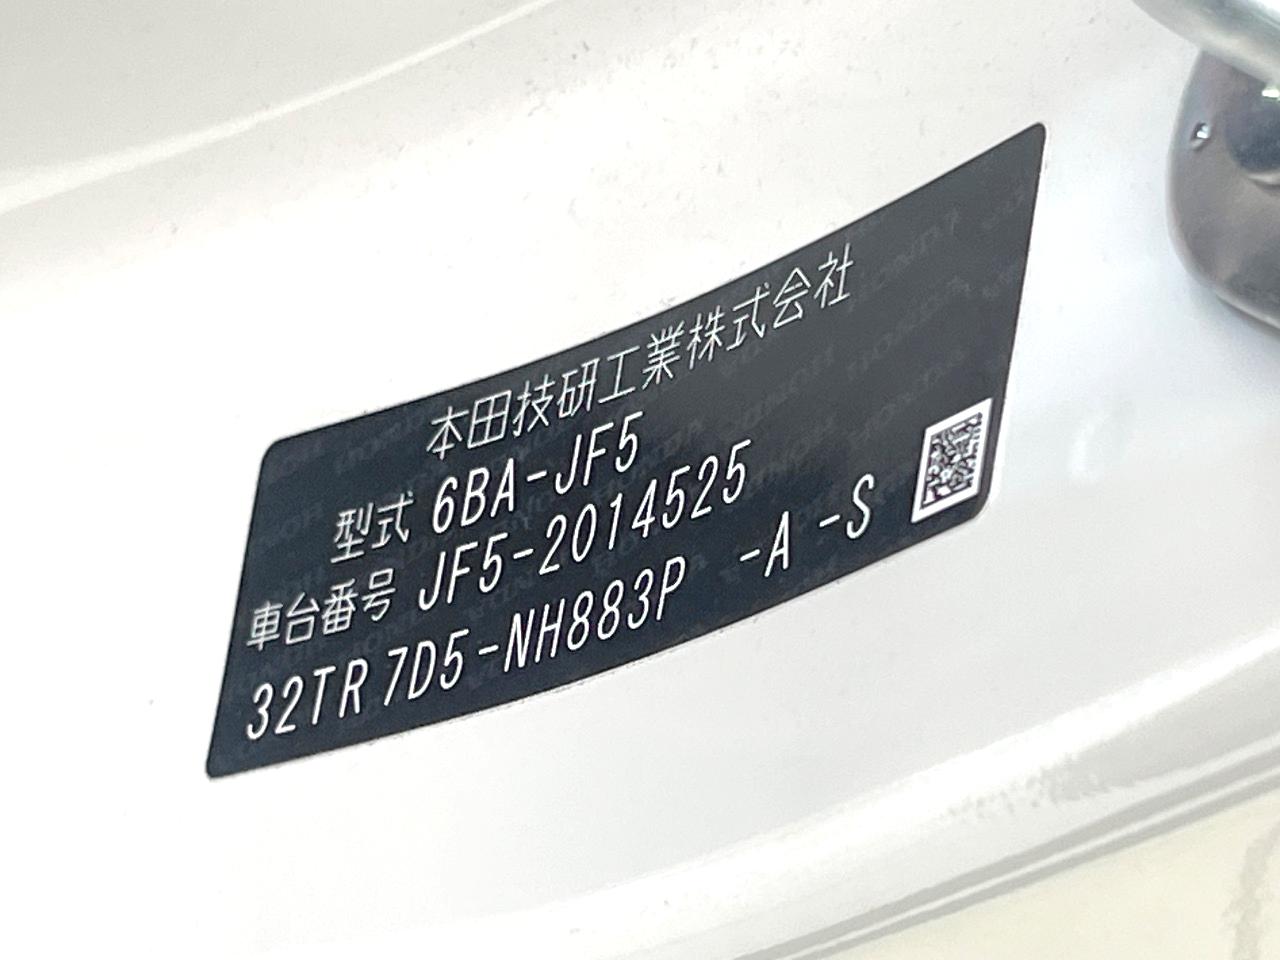 本田技研工業株式会社
型式 6BA-JF5
車台番号 JF5-2014525
32TR 7D5-NH883P -A -S